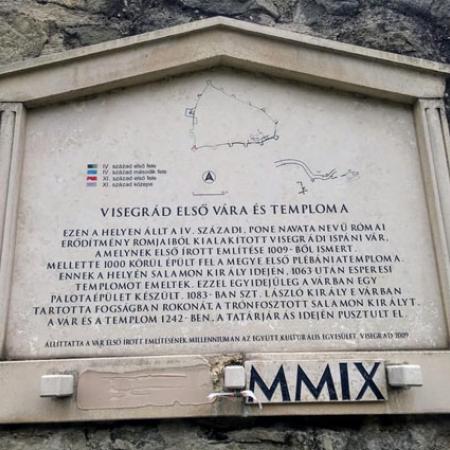 IV. század első fele
IV. század második fele
XI. század első fele
XI. század közepe
VISEGRÁD ELSŐ VÁRA ÉS TEMPLOMA
EZEN A HELYEN ÁLLT A IV. SZÁZADI, PONE NAVATA NEVŰ RÓMAI
ERŐDÍTMÉNY ROMJAIBÓL KIALAKÍTOTT VISEGRÁDI ISPÁNI VÁR,
AMELYNEK ELSŐ ÍROTT EMLÍTÉSE 1009-BŐL ISMERT.
MELLETTE 1000 KÖRÜL ÉPÜLT FEL A MEGYE ELSŐ PLÉBÁNIATEMPLOMA.
ENNEK A HELYÉN SALAMON KIRÁLY IDEJÉN, 1063 UTÁN ESPERESI
TEMPLOMOT EMELTEK. EZZEL EGYIDEJŰLEG A VÁRBAN EGY
PALOTAÉPÜLET KÉSZÜLT. 1083-BAN SZT. LÁSZLÓ KIRÁLY E VÁRBAN
TARTOTTA FOGSÁGBAN ROKONÁT A TRÓNFOSZTOTT SALAMON KIRÁLYT.
A VÁR ÉS A TEMPLOM 1242-BEN, A TATÁRJÁRÁS IDEJÉN PUSZTULT EL.
ÁLLÍTTATTA A VÁR ELSŐ ÍROTT EMLÍTÉSÉNEK MILLENNIUMÁN AZ EGYÜTT KULTURÁLIS EGYESÜLET, VISEGRÁD 2009
MMIX